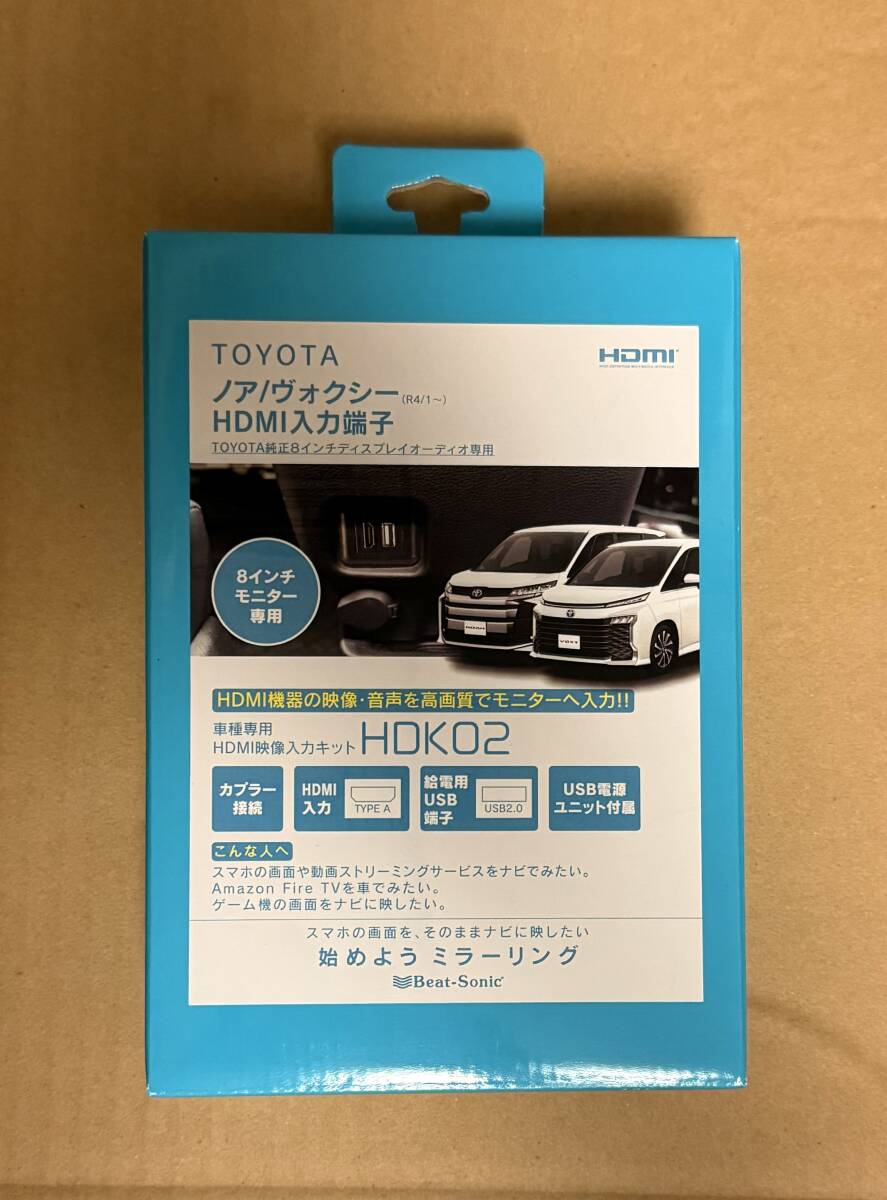 TOYOTA
HDMI
HIGH-DEFINITION MULTIMEDIA INTERFACE
ノア/ヴォクシー(R4/1〜)
HDMI入力端子
TOYOTA純正8インチディスプレイオーディオ専用
8インチ
モニター
専用
NOAH
VOXY
HDMI機器の映像・音声を高画質でモニターへ入力!!
車種専用
HDMI映像入力キット HDK02
カプラー
接続
HDMI
入力
TYPE A
給電用
USB
端子
USB2.0
USB電源
ユニット付属
こんな人へ
スマホの画面や動画ストリーミングサービスをナビでみたい。
Amazon Fire TVを車でみたい。
ゲーム機の画面をナビに映したい。
スマホの画面を、そのままナビに映したい
始めよう ミラーリング
Beat-Sonic